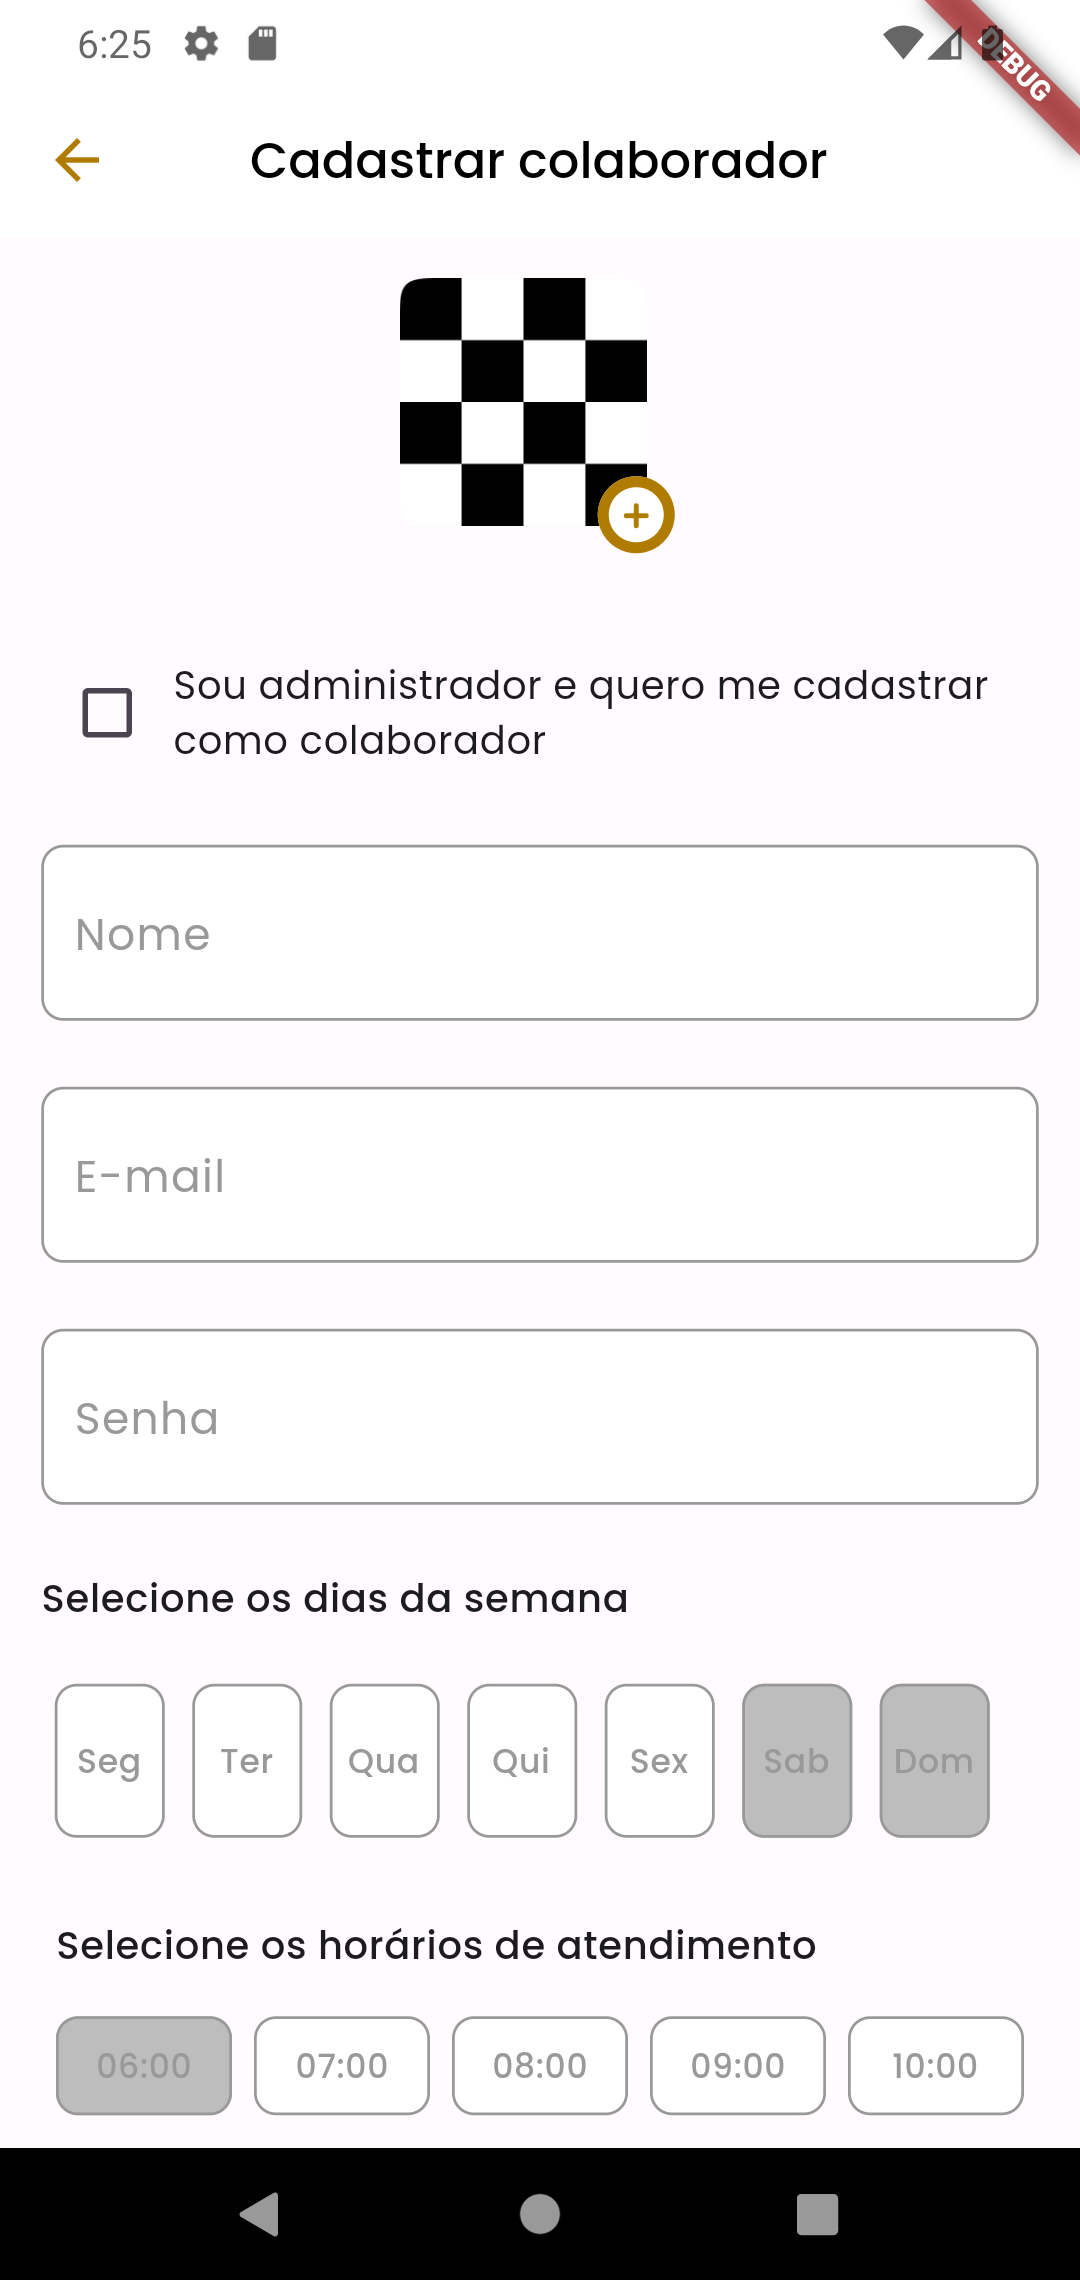 6:25
DEBUG
Cadastrar colaborador
Sou administrador e quero me cadastrar
como colaborador
Nome
E-mail
Senha
Selecione os dias da semana
Seg Ter Qua Qui Sex Sab Dom
Selecione os horários de atendimento
06:00 07:00 08:00 09:00 10:00